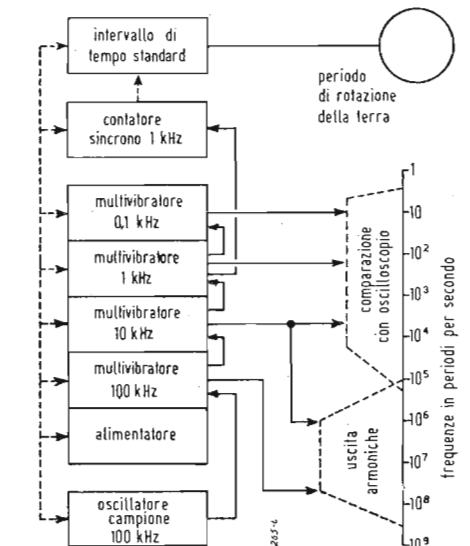 intervallo di
tempo standard
periodo
di rotazione
della terra
contatore
sincrono 1 kHz
multivibratore
0,1 kHz
multivibratore
1 kHz
multivibratore
10 kHz
multivibratore
100 kHz
alimentatore
oscillatore
campione
100 kHz
comparazione
con oscilloscopio
uscita
armoniche
1
10
10²
10³
10⁴
10⁵
10⁶
10⁷
10⁸
10⁹
frequenze in periodi per secondo